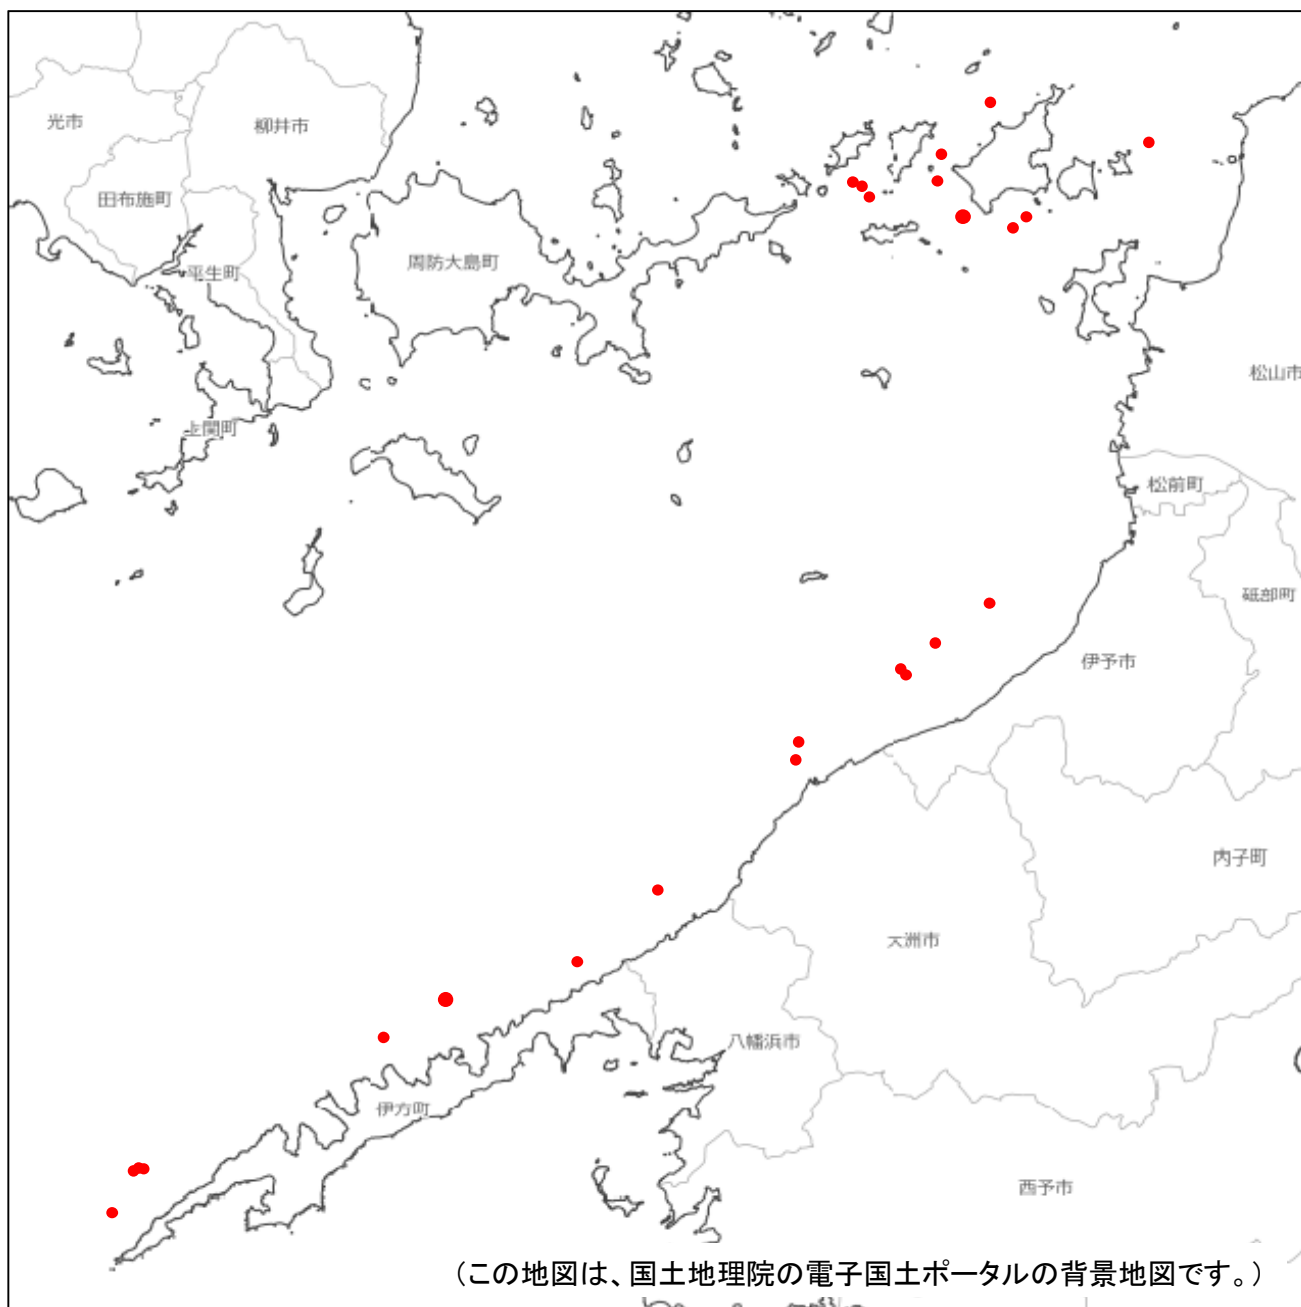 光市
柳井市
田布施町
平生町
周防大島町
上関町
松山市
松前町
砥部町
伊予市
内子町
大洲市
八幡浜市
伊方町
西予市
（この地図は、国土地理院の電子国土ポータルの背景地図です。）